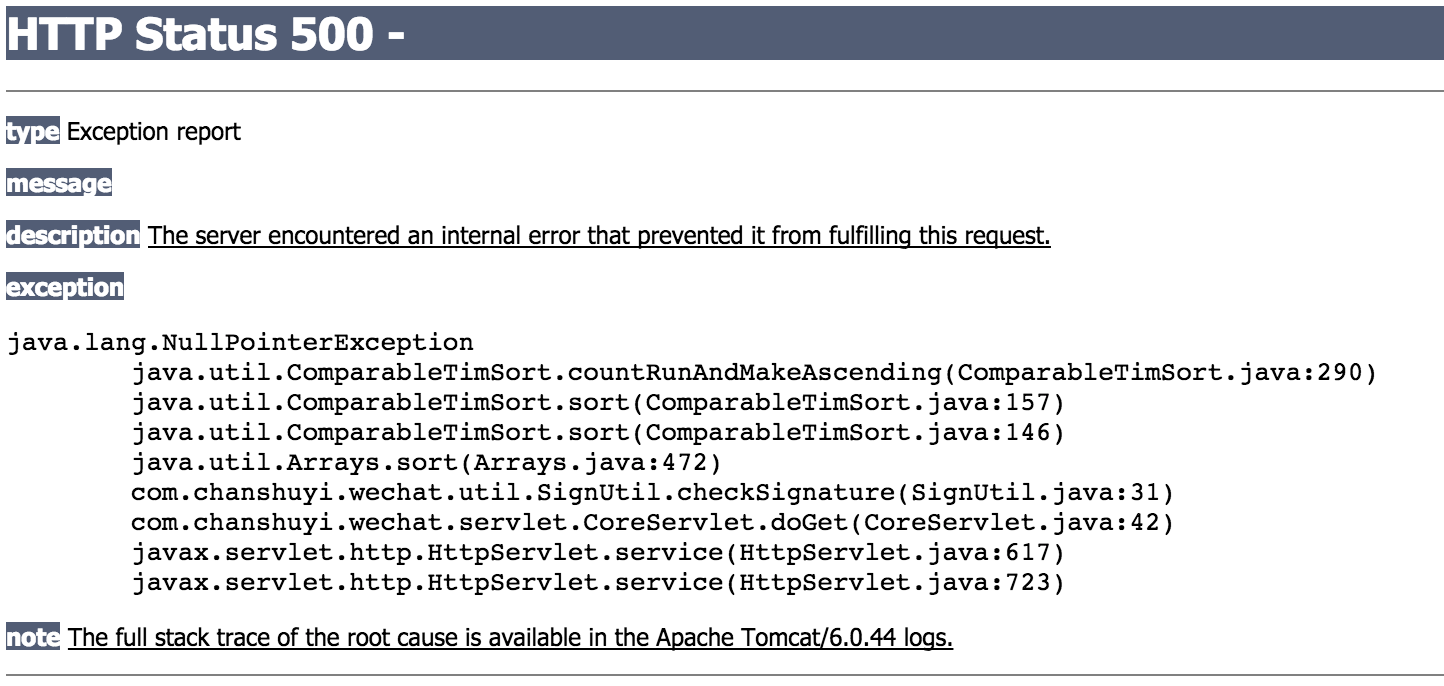 HTTP Status 500 -
type Exception report
message
description The server encountered an internal error that prevented it from fulfilling this request.
exception
java.lang.NullPointerException
java.util.ComparableTimSort.countRunAndMakeAscending(ComparableTimSort.java:290)
java.util.ComparableTimSort.sort(ComparableTimSort.java:157)
java.util.ComparableTimSort.sort(ComparableTimSort.java:146)
java.util.Arrays.sort(Arrays.java:472)
com.chanshuyi.wechat.util.SignUtil.checkSignature(SignUtil.java:31)
com.chanshuyi.wechat.servlet.CoreServlet.doGet(CoreServlet.java:42)
javax.servlet.http.HttpServlet.service(HttpServlet.java:617)
javax.servlet.http.HttpServlet.service(HttpServlet.java:723)
note The full stack trace of the root cause is available in the Apache Tomcat/6.0.44 logs.